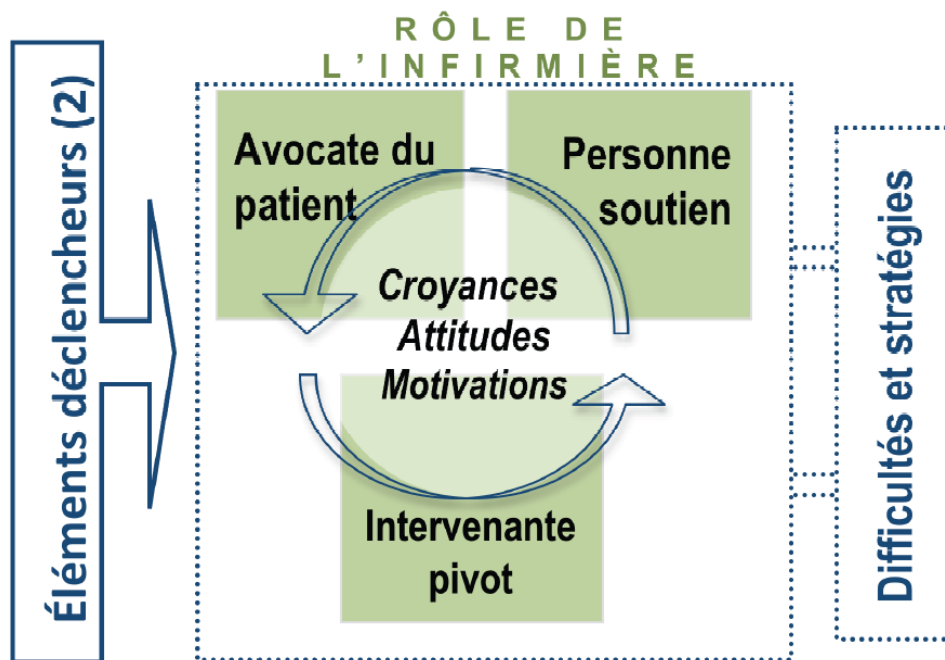 RÔLE DE
L'INFIRMIÈRE
Éléments déclencheurs (2)
Avocate du
patient
Personne
soutien
Croyances
Attitudes
Motivations
Intervenante
pivot
Difficultés et stratégies